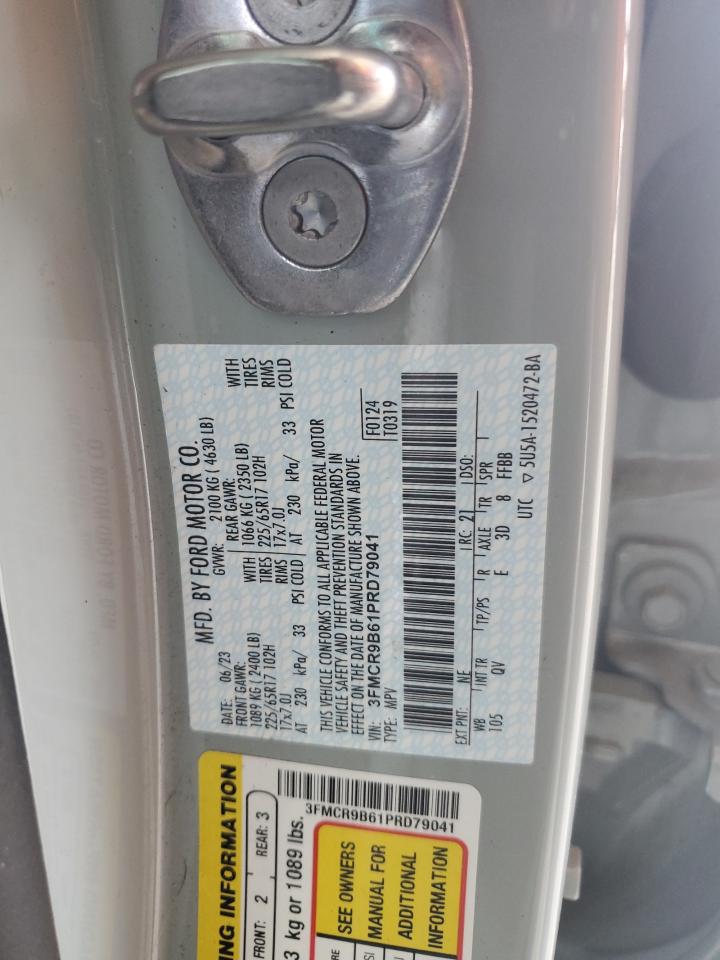 MFD. BY FORD MOTOR CO.
DATE: 06/23 GVWR: 2100 KG ( 4630 LB)
FRONT GAWR: REAR GAWR:
1089 KG (2400 LB) WITH 1066 KG ( 2350 LB) WITH
225/65R17 102H TIRES 225/65R17 102H TIRES
17x7.0J RIMS 17x7.0J RIMS
AT 230 kPa/ 33 PSI COLD AT 230 kPa/ 33 PSI COLD
THIS VEHICLE CONFORMS TO ALL APPLICABLE FEDERAL MOTOR
VEHICLE SAFETY AND THEFT PREVENTION STANDARDS IN
EFFECT ON THE DATE OF MANUFACTURE SHOWN ABOVE.
VIN: 3FMCR9B61PRD79041 F0124
TYPE: MPV T0319
EXT PNT: NE RC: 21 DSO:
WB INT TR TP/PS R AXLE TR SPR
105 QV E 3D 8 FFBB
UTC ▽ 5U5A-1520472-BA
ING INFORMATION
FRONT: 2 REAR: 3
3FMCR9B61PRD79041
3 kg or 1089 lbs.
SEE OWNERS
MANUAL FOR
ADDITIONAL
INFORMATION